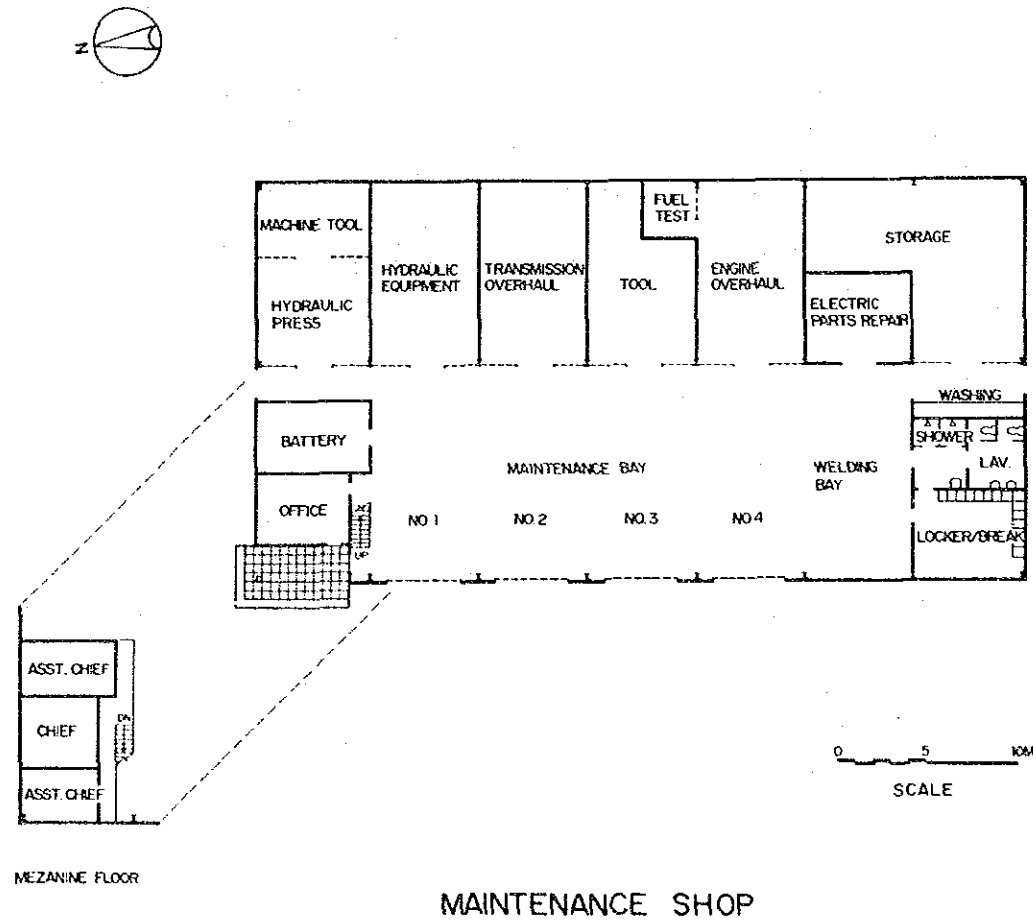 N
MACHINE TOOL
HYDRAULIC
PRESS
HYDRAULIC
EQUIPMENT
TRANSMISSION
OVERHAUL
TOOL
FUEL
TEST
ENGINE
OVERHAUL
STORAGE
ELECTRIC
PARTS REPAIR
WASHING
SHOWER
LAV.
BATTERY
OFFICE
UP
MAINTENANCE BAY
WELDING
BAY
NO.1
NO.2
NO.3
NO.4
LOCKER/BREAK
ASST. CHIEF
CHIEF
DN
ASST. CHIEF
0 5 10M
SCALE
MEZANINE FLOOR
MAINTENANCE SHOP